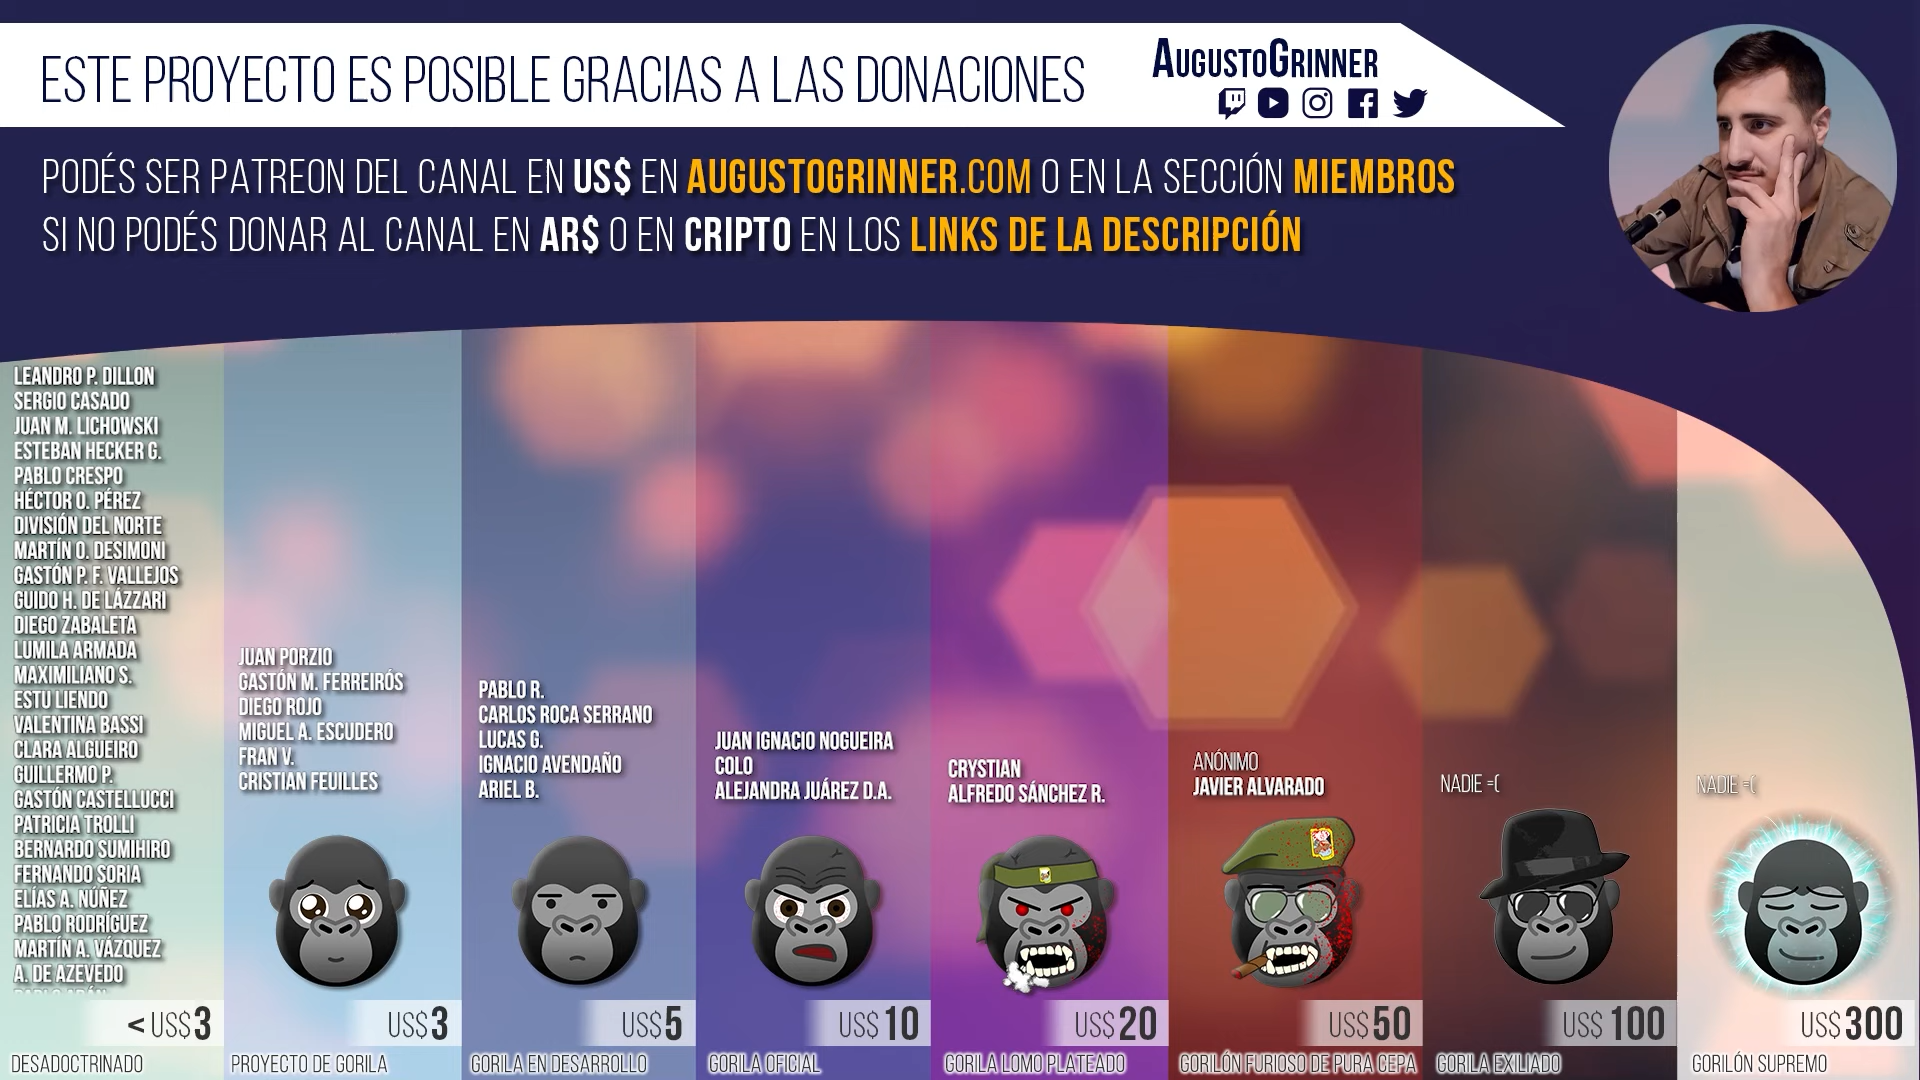 ESTE PROYECTO ES POSIBLE GRACIAS A LAS DONACIONES
AUGUSTOGRINNER
PODÉS SER PATREON DEL CANAL EN US$ EN AUGUSTOGRINNER.COM O EN LA SECCIÓN MIEMBROS
SI NO PODÉS DONAR AL CANAL EN AR$ O EN CRIPTO EN LOS LINKS DE LA DESCRIPCIÓN
LEANDRO P. DILLON
SERGIO CASADO
JUAN M. LICHOWSKI
ESTEBAN HECKER G.
PABLO CRESPO
HÉCTOR O. PÉREZ
DIVISIÓN DEL NORTE
MARTÍN O. DESIMONI
GASTÓN P. F. VALLEJOS
GUIDO H. DE LÁZZARI
DIEGO ZABALETA
LUMILA ARMADA
MAXIMILIANO S.
ESTU LIENDO
VALENTINA BASSI
CLARA ALGUEIRO
GUILLERMO P.
GASTÓN CASTELLUCCI
PATRICIA TROLLI
BERNARDO SUMIHIRO
FERNANDO SORIA
ELÍAS A. NÚÑEZ
PABLO RODRÍGUEZ
MARTÍN A. VÁZQUEZ
A. DE AZEVEDO
< US$3
DESADOCTRINADO
JUAN PORZIO
GASTÓN M. FERREIRÓS
DIEGO ROJO
MIGUEL A. ESCUDERO
FRAN V.
CRISTIAN FEUILLES
US$3
PROYECTO DE GORILA
PABLO R.
CARLOS ROCA SERRANO
LUCAS G.
IGNACIO AVENDAÑO
ARIEL B.
US$5
GORILA EN DESARROLLO
JUAN IGNACIO NOGUEIRA
COLO
ALEJANDRA JUÁREZ D.A.
US$10
GORILA OFICIAL
CRYSTIAN
ALFREDO SÁNCHEZ R.
US$20
GORILA LOMO PLATEADO
ANÓNIMO
JAVIER ALVARADO
US$50
GORILÓN FURIOSO DE PURA CEPA
NADIE =(
US$100
GORILA EXILIADO
NADIE =(
US$300
GORILÓN SUPREMO